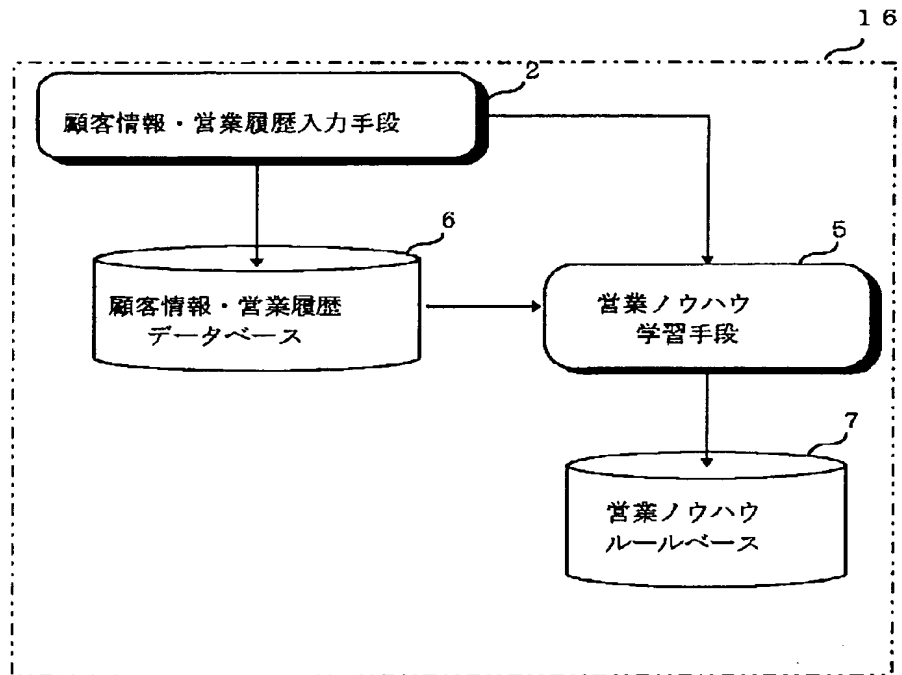 １６
2
顧客情報・営業履歴入力手段
6
5
顧客情報・営業履歴
データベース
営業ノウハウ
学習手段
7
営業ノウハウ
ルールベース